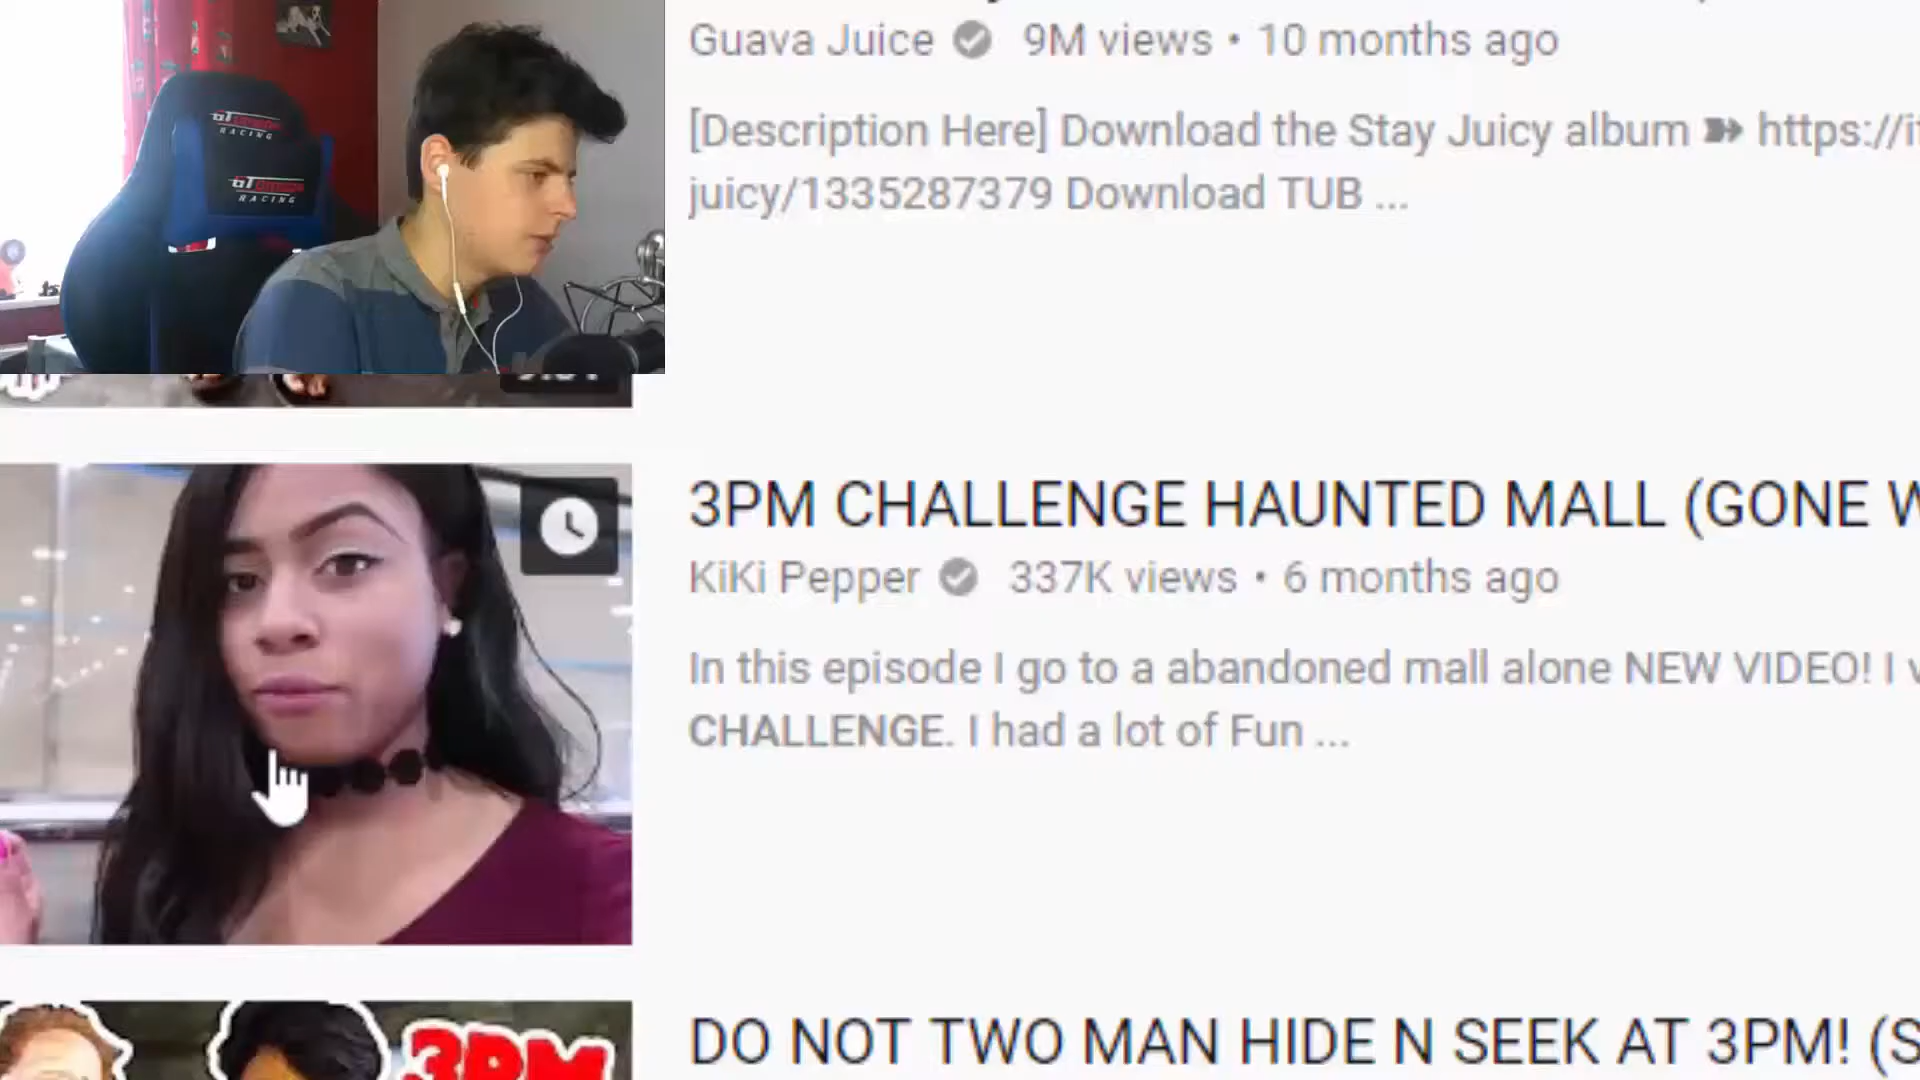 Guava Juice 9M views • 10 months ago
[Description Here] Download the Stay Juicy album ➽ https://
juicy/1335287379 Download TUB ...
RACING
RACING
3PM CHALLENGE HAUNTED MALL (GONE W
KiKi Pepper 337K views • 6 months ago
In this episode I go to a abandoned mall alone NEW VIDEO! I
CHALLENGE. I had a lot of Fun ...
3PM
DO NOT TWO MAN HIDE N SEEK AT 3PM! (S